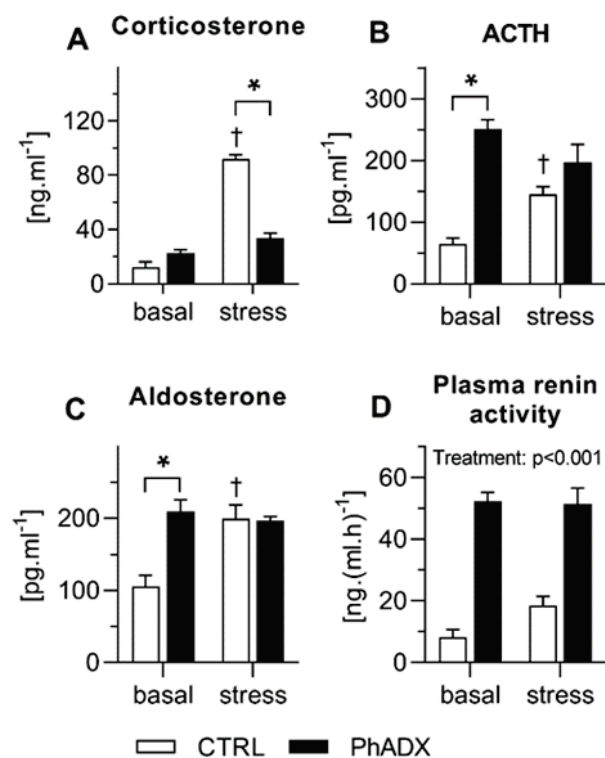 A Corticosterone
[ng.ml⁻¹]
120
80
40
0
†
*
basal stress
B ACTH
[pg.ml⁻¹]
300
200
100
0
*
†
basal stress
C Aldosterone
[pg.ml⁻¹]
200
100
0
*
†
basal stress
D Plasma renin
activity
Treatment: p<0.001
[ng.(ml.h)⁻¹]
60
40
20
0
basal stress
CTRL PhADX